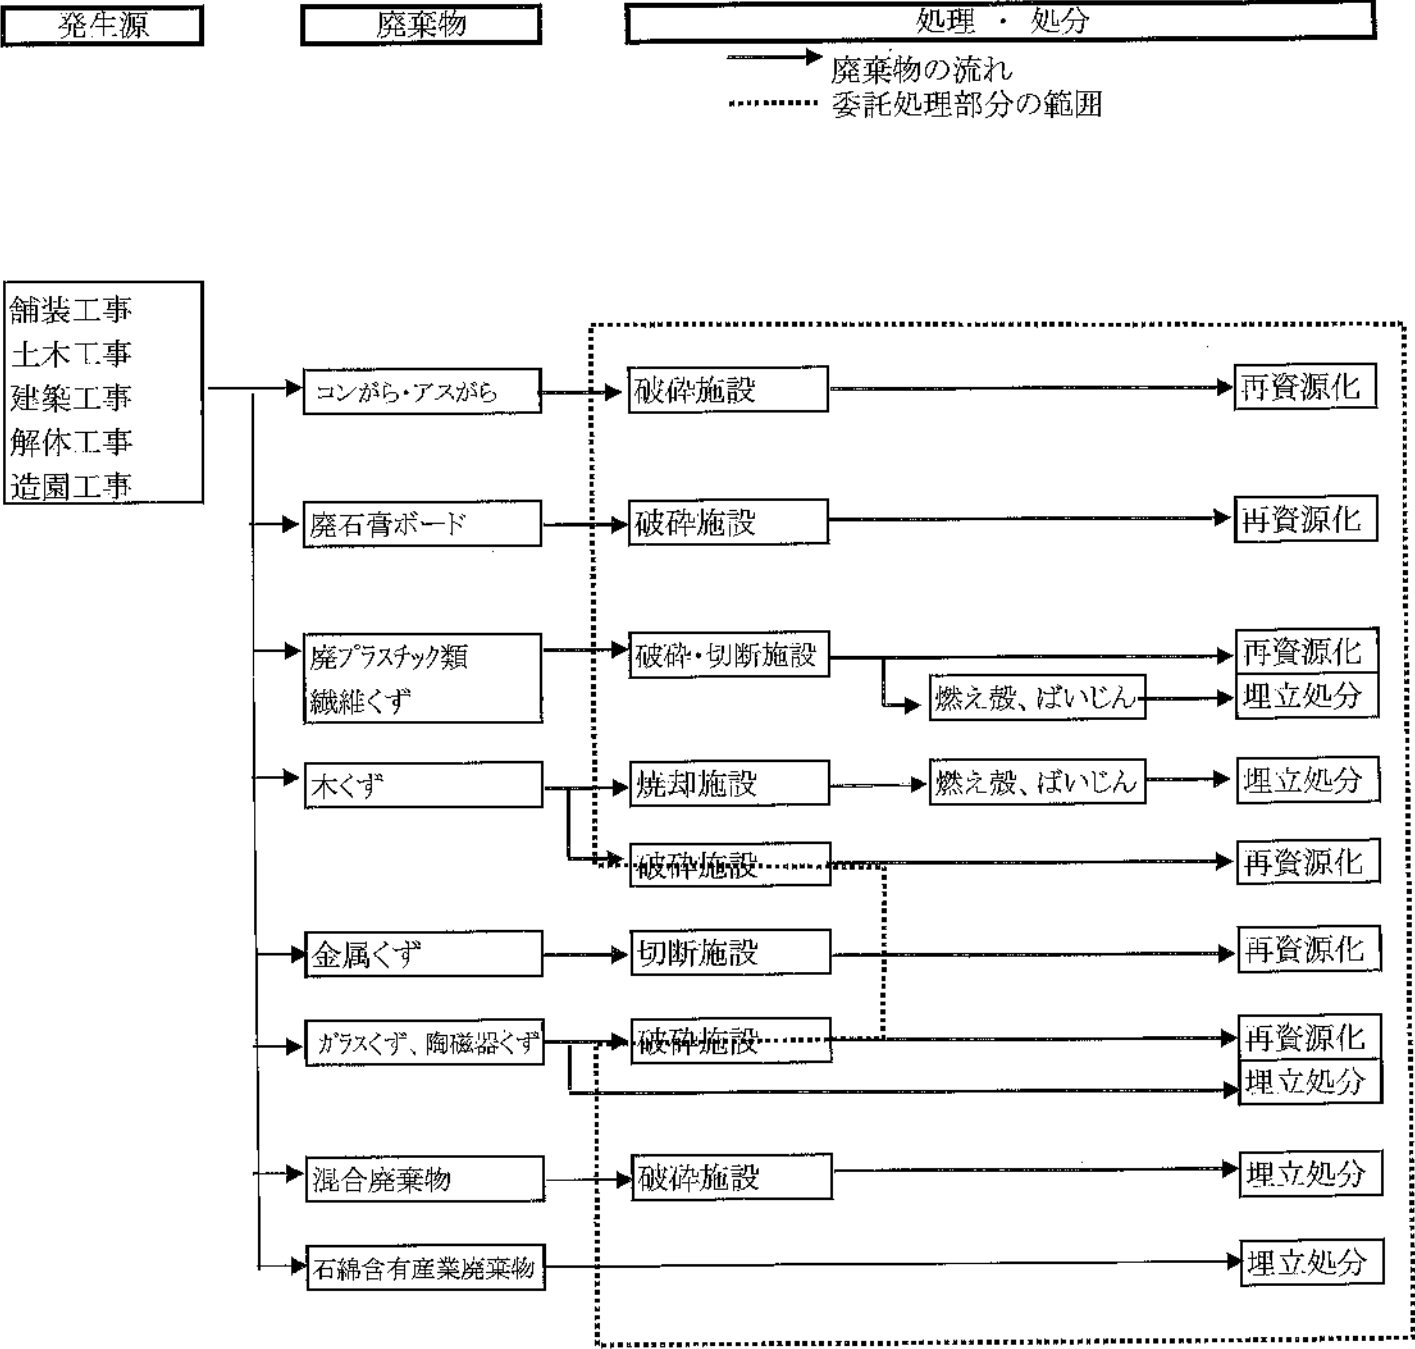 発生源
廃棄物
処理 ・ 処分
廃棄物の流れ
委託処理部分の範囲
舗装工事
土木工事
建築工事
解体工事
造園工事
コンがら・アスがら
破砕施設
再資源化
廃石膏ボード
破砕施設
再資源化
廃プラスチック類
繊維くず
破砕・切断施設
再資源化
燃え殻、ばいじん
埋立処分
木くず
焼却施設
燃え殻、ばいじん
埋立処分
破砕施設
再資源化
金属くず
切断施設
再資源化
ガラスくず、陶磁器くず
破砕施設
再資源化
埋立処分
混合廃棄物
破砕施設
埋立処分
石綿含有産業廃棄物
埋立処分